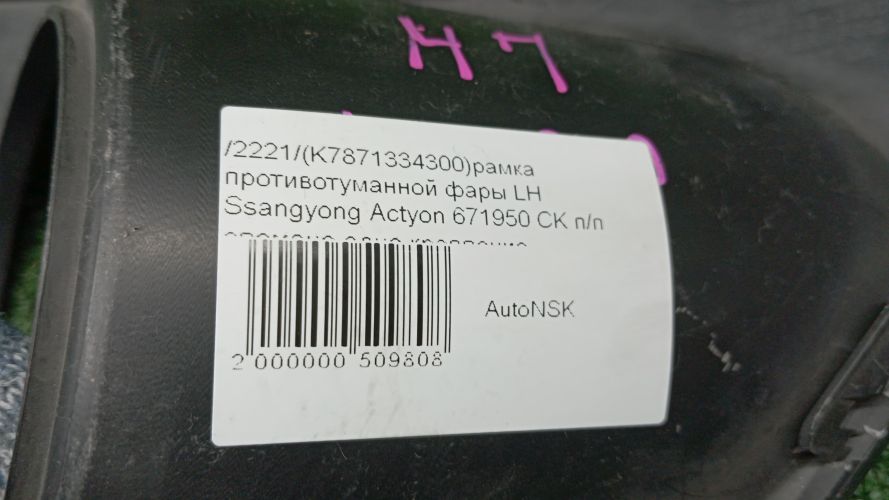 H7
/2221/(K7871334300)рамка
противотуманной фары LH
Ssangyong Actyon 671950 CK п/п
AutoNSK
2 000000 509808